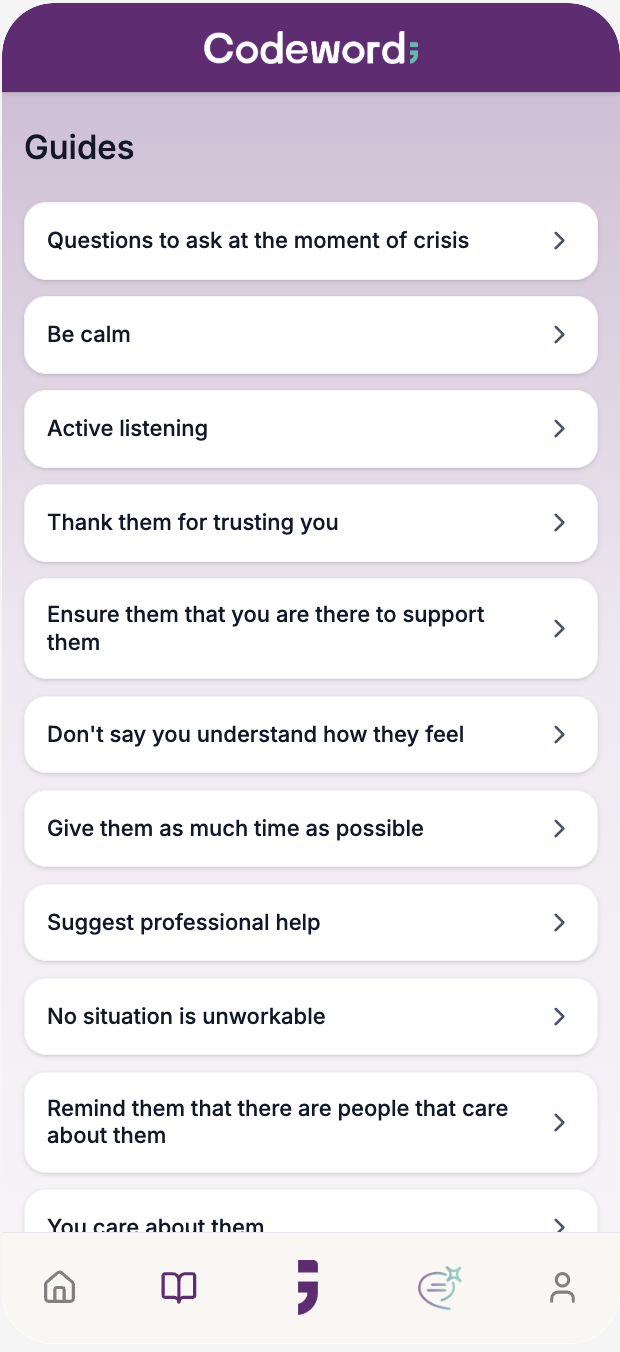 Codeword;
Guides
Questions to ask at the moment of crisis
Be calm
Active listening
Thank them for trusting you
Ensure them that you are there to support
them
Don't say you understand how they feel
Give them as much time as possible
Suggest professional help
No situation is unworkable
Remind them that there are people that care
about them
You care about them
;